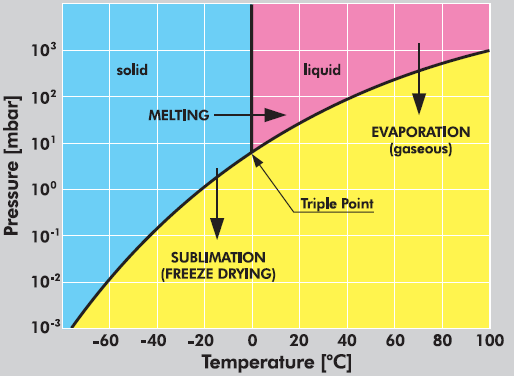 Pressure [mbar]
10³
10²
10¹
10⁰
10⁻¹
10⁻²
10⁻³
solid
liquid
MELTING
EVAPORATION
(gaseous)
Triple Point
SUBLIMATION
(FREEZE DRYING)
-60 -40 -20 0 20 40 60 80 100
Temperature [°C]